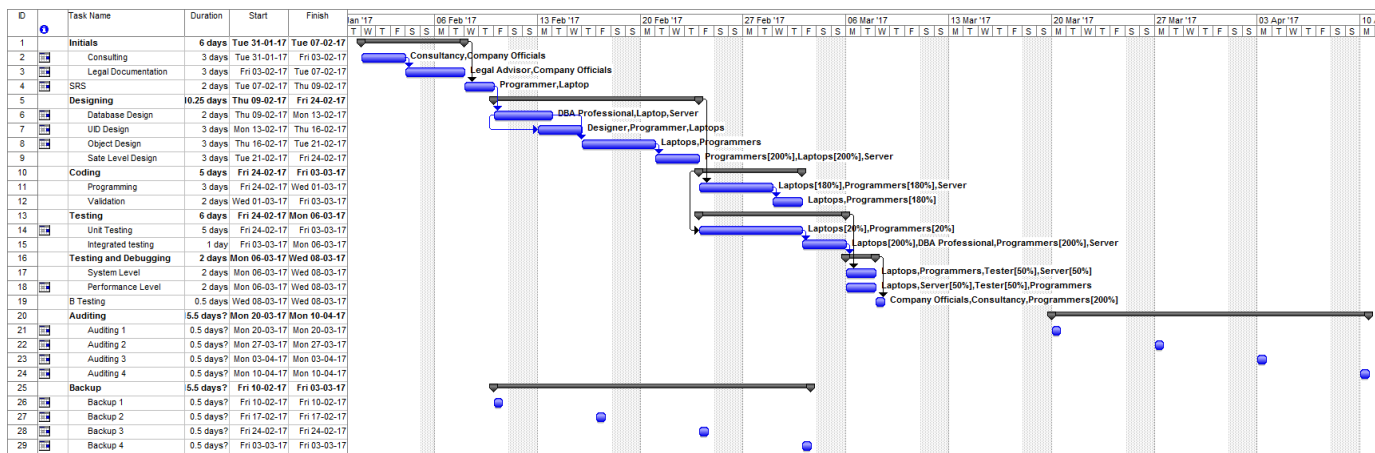 ID Task Name Duration Start Finish an '17 06 Feb '17 13 Feb '17 20 Feb '17 27 Feb '17 06 Mar '17 13 Mar '17 20 Mar '17 27 Mar '17 03 Apr '17 10 A
T W T F S S M T W T F S S M T W T F S S M T W T F S S M T W T F S S M T W T F S S M T W T F S S M T W T F S S M T W T F S S M T W T F S S M
1 Initials 6 days Tue 31-01-17 Tue 07-02-17
2 Consulting 3 days Tue 31-01-17 Fri 03-02-17 Consultancy,Company Officials
3 Legal Documentation 3 days Fri 03-02-17 Tue 07-02-17 Legal Advisor,Company Officials
4 SRS 2 days Tue 07-02-17 Thu 09-02-17 Programmer,Laptop
5 Designing 10.25 days Thu 09-02-17 Fri 24-02-17
6 Database Design 2 days Thu 09-02-17 Mon 13-02-17 DBA Professional,Laptop,Server
7 UID Design 3 days Mon 13-02-17 Thu 16-02-17 Designer,Programmer,Laptops
8 Object Design 3 days Thu 16-02-17 Tue 21-02-17 Laptops,Programmers
9 Sate Level Design 3 days Tue 21-02-17 Fri 24-02-17 Programmers[200%],Laptops[200%],Server
10 Coding 5 days Fri 24-02-17 Fri 03-03-17
11 Programming 3 days Fri 24-02-17 Wed 01-03-17 Laptops[180%],Programmers[180%],Server
12 Validation 2 days Wed 01-03-17 Fri 03-03-17 Laptops,Programmers[180%]
13 Testing 6 days Fri 24-02-17 Mon 06-03-17
14 Unit Testing 5 days Fri 24-02-17 Fri 03-03-17 Laptops[20%],Programmers[20%]
15 Integrated testing 1 day Fri 03-03-17 Mon 06-03-17 Laptops[200%],DBA Professional,Programmers[200%],Server
16 Testing and Debugging 2 days Mon 06-03-17 Wed 08-03-17
17 System Level 2 days Mon 06-03-17 Wed 08-03-17 Laptops,Programmers,Tester[50%],Server[50%]
18 Performance Level 2 days Mon 06-03-17 Wed 08-03-17 Laptops,Server[50%],Tester[50%],Programmers
19 B Testing 0.5 days Wed 08-03-17 Wed 08-03-17 Company Officials,Consultancy,Programmers[200%]
20 Auditing 15.5 days? Mon 20-03-17 Mon 10-04-17
21 Auditing 1 0.5 days? Mon 20-03-17 Mon 20-03-17
22 Auditing 2 0.5 days? Mon 27-03-17 Mon 27-03-17
23 Auditing 3 0.5 days? Mon 03-04-17 Mon 03-04-17
24 Auditing 4 0.5 days? Mon 10-04-17 Mon 10-04-17
25 Backup 15.5 days? Fri 10-02-17 Fri 03-03-17
26 Backup 1 0.5 days? Fri 10-02-17 Fri 10-02-17
27 Backup 2 0.5 days? Fri 17-02-17 Fri 17-02-17
28 Backup 3 0.5 days? Fri 24-02-17 Fri 24-02-17
29 Backup 4 0.5 days? Fri 03-03-17 Fri 03-03-17